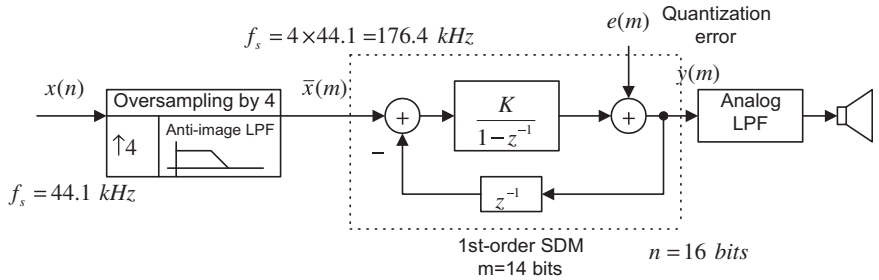 Quantization
error
e(m)
f_s = 4×44.1=176.4 kHz
x(n)
Oversampling by 4
x̅(m)
y(m)
↑4
Anti-image LPF
+
K
1−z⁻¹
+
Analog
LPF
−
f_s = 44.1 kHz
z⁻¹
1st-order SDM
m=14 bits
n = 16 bits